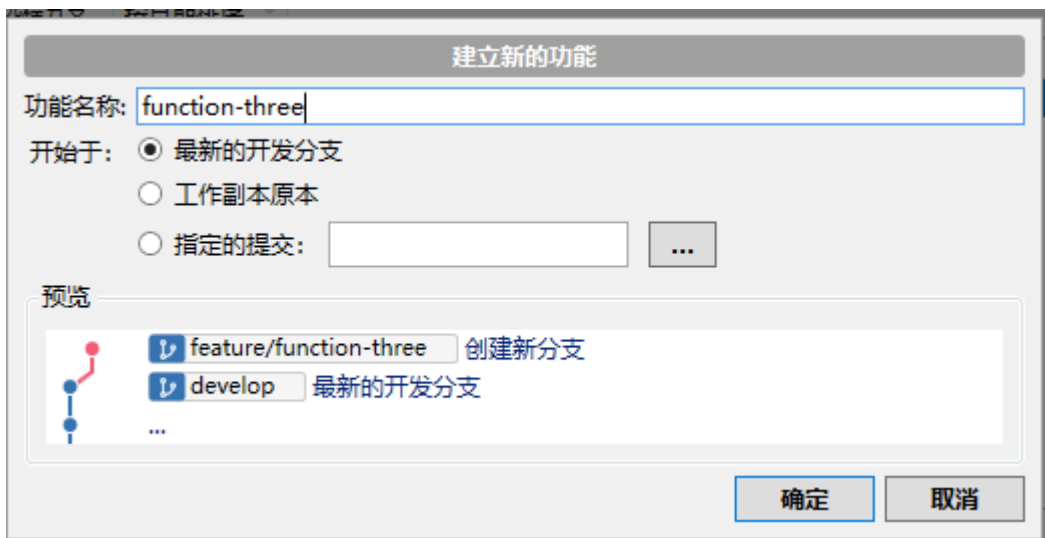 建立新的功能
功能名称: function-three
开始于: 最新的开发分支
工作副本原本
指定的提交: ...
预览
feature/function-three 创建新分支
develop 最新的开发分支
...
确定 取消